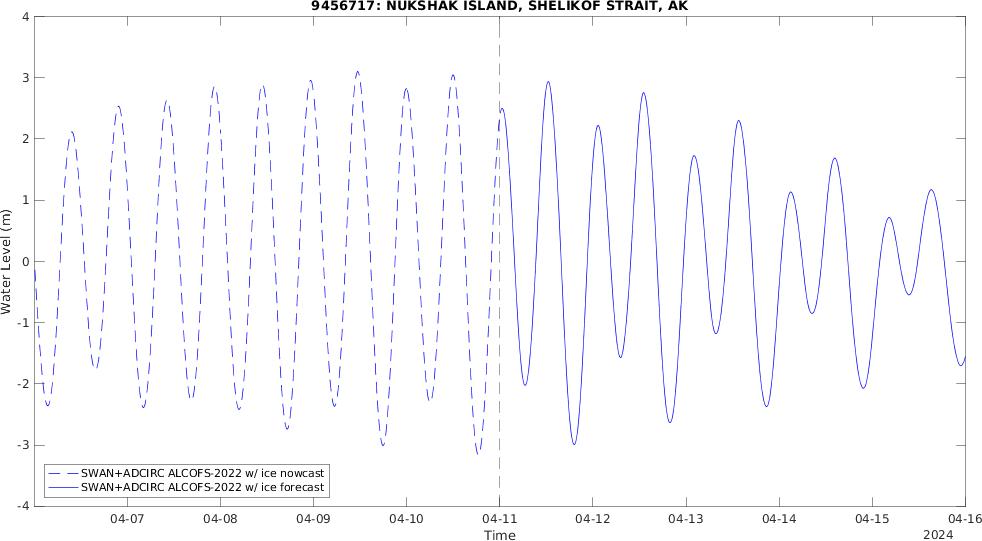 9456717: NUKSHAK ISLAND, SHELIKOF STRAIT, AK
4
3
2
1
0
-1
-2
-3
-4
Water Level (m)
SWAN+ADCIRC ALCOFS-2022 w/ ice nowcast
SWAN+ADCIRC ALCOFS-2022 w/ ice forecast
04-07 04-08 04-09 04-10 04-11 04-12 04-13 04-14 04-15 04-16
Time
2024